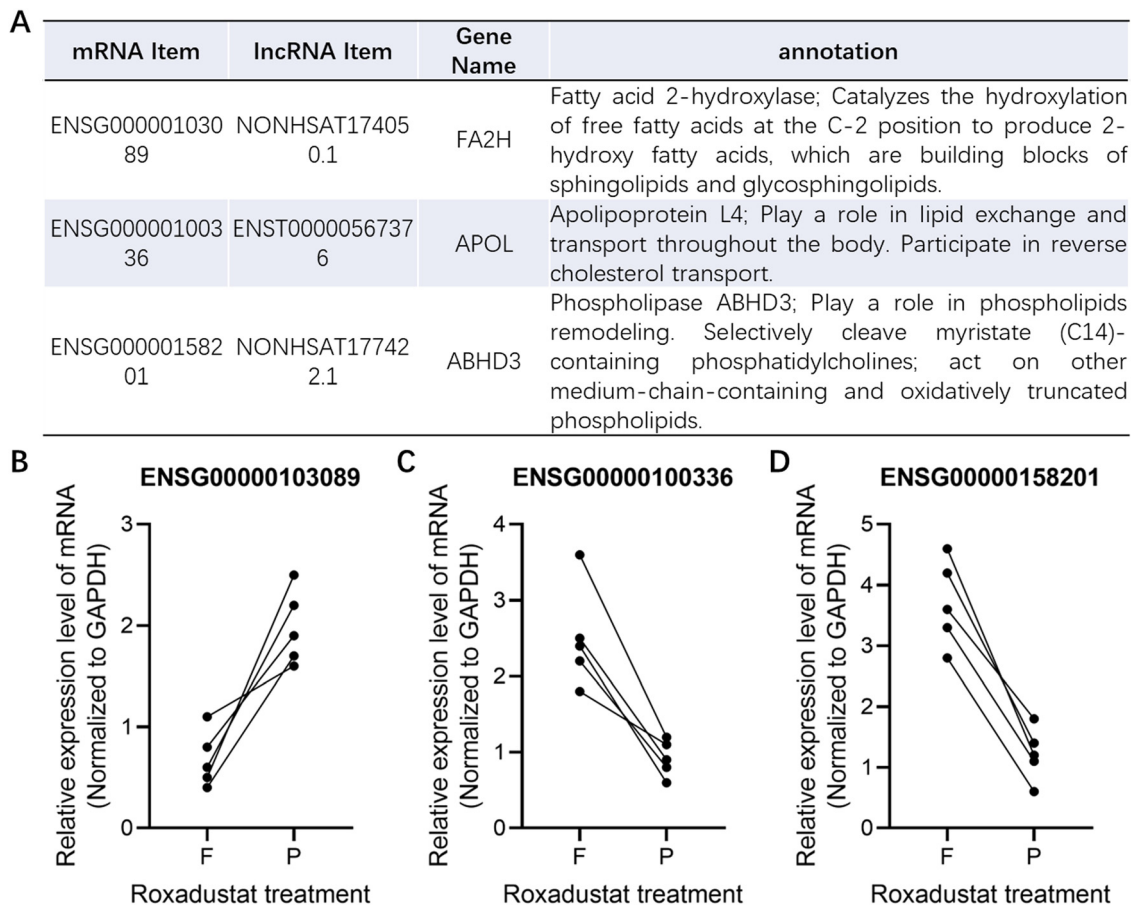 A
mRNA Item
lncRNA Item
Gene
Name
annotation
ENSG000001030
89
NONHSAT17405
0.1
FA2H
Fatty acid 2-hydroxylase; Catalyzes the hydroxylation
of free fatty acids at the C-2 position to produce 2-
hydroxy fatty acids, which are building blocks of
sphingolipids and glycosphingolipids.
ENSG000001003
36
ENST0000056737
6
APOL
Apolipoprotein L4; Play a role in lipid exchange and
transport throughout the body. Participate in reverse
cholesterol transport.
ENSG000001582
01
NONHSAT17742
2.1
ABHD3
Phospholipase ABHD3; Play a role in phospholipids
remodeling. Selectively cleave myristate (C14)-
containing phosphatidylcholines; act on other
medium-chain-containing and oxidatively truncated
phospholipids.
B
ENSG00000103089
Relative expression level of mRNA
(Normalized to GAPDH)
3
2
1
0
F P
Roxadustat treatment
C
ENSG00000100336
Relative expression level of mRNA
(Normalized to GAPDH)
4
3
2
1
0
F P
Roxadustat treatment
D
ENSG00000158201
Relative expression level of mRNA
(Normalized to GAPDH)
5
4
3
2
1
0
F P
Roxadustat treatment